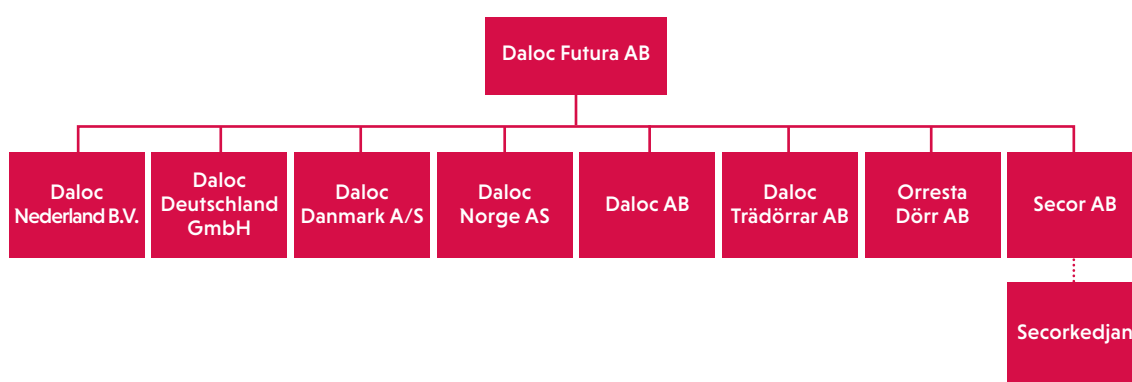 Daloc Futura AB
Daloc
Nederland B.V.
Daloc
Deutschland
GmbH
Daloc
Danmark A/S
Daloc
Norge AS
Daloc AB
Daloc
Trädörrar AB
Orresta
Dörr AB
Secor AB
Secorkedjan